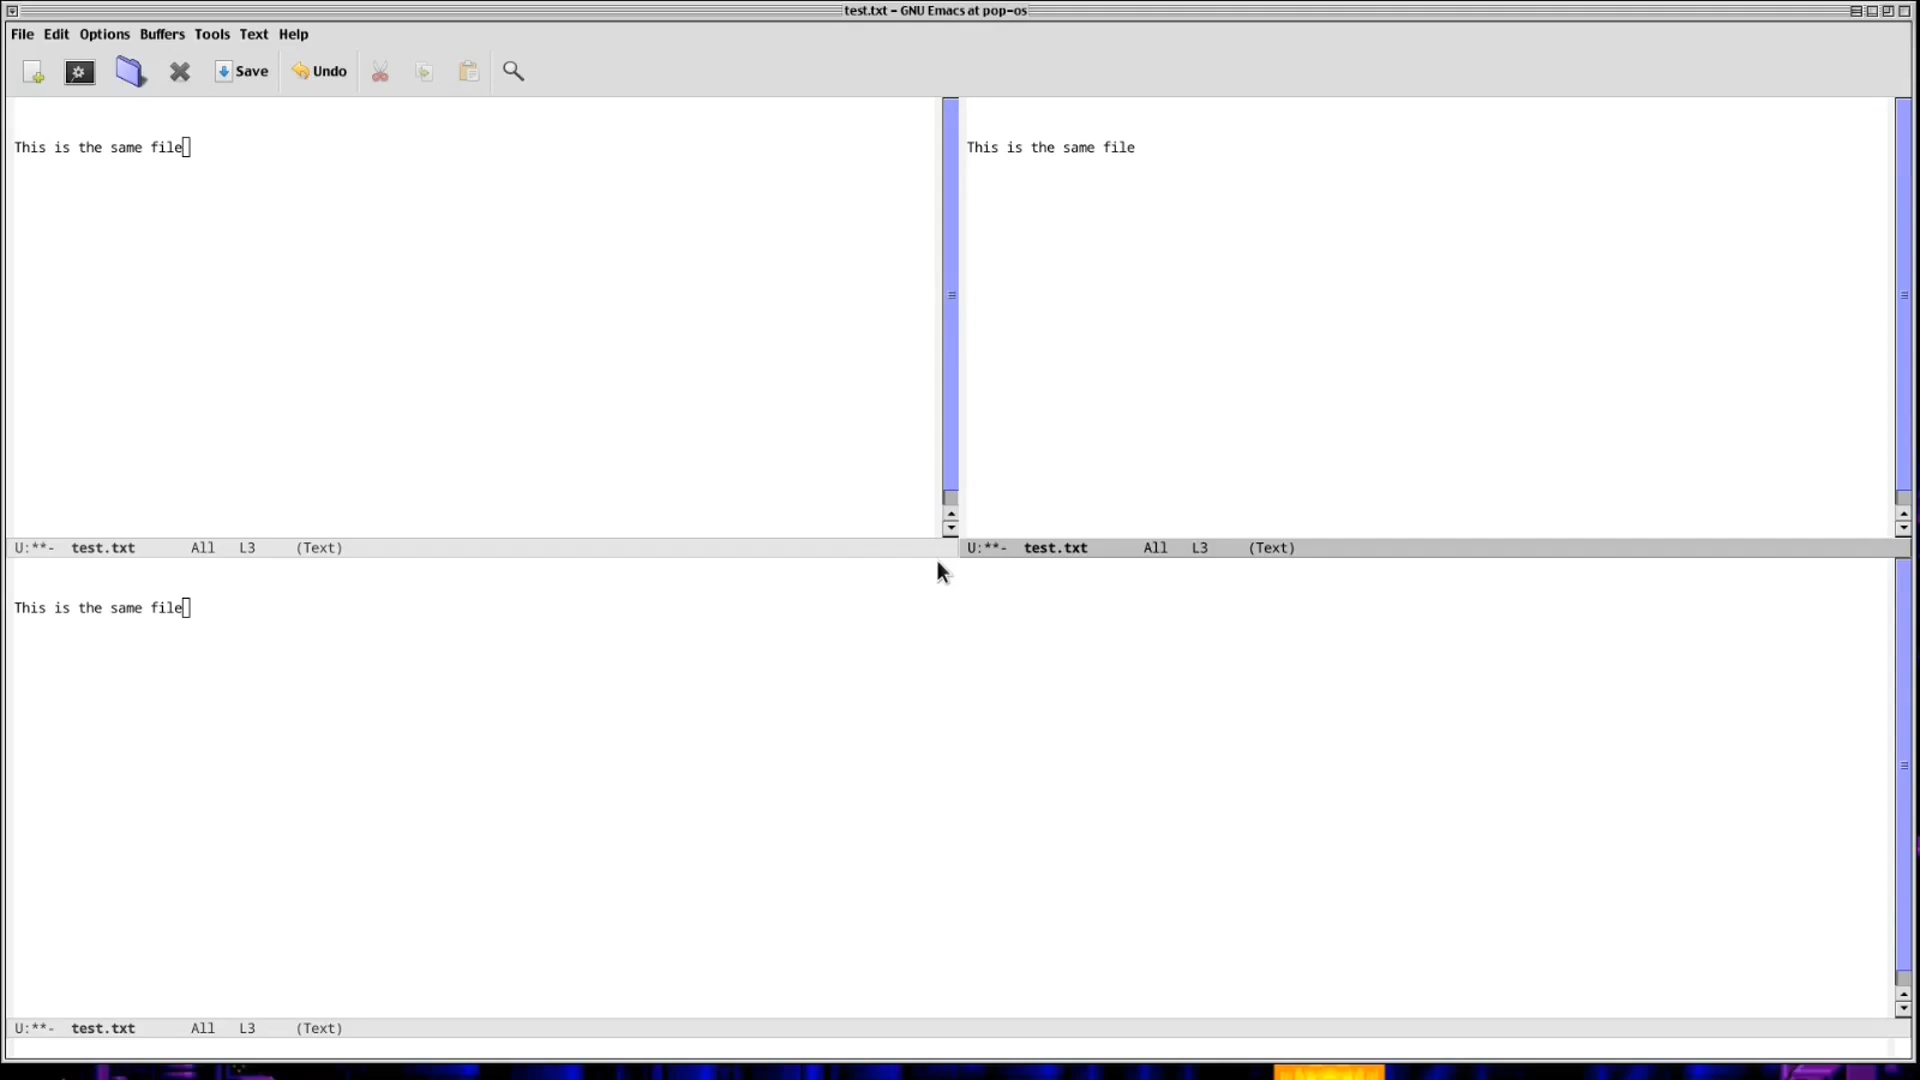 test.txt - GNU Emacs at pop-os
File Edit Options Buffers Tools Text Help
Save Undo
This is the same file
This is the same file
U:**-  test.txt       All   L3     (Text)
U:**-  test.txt       All   L3     (Text)
This is the same file
U:**-  test.txt       All   L3     (Text)